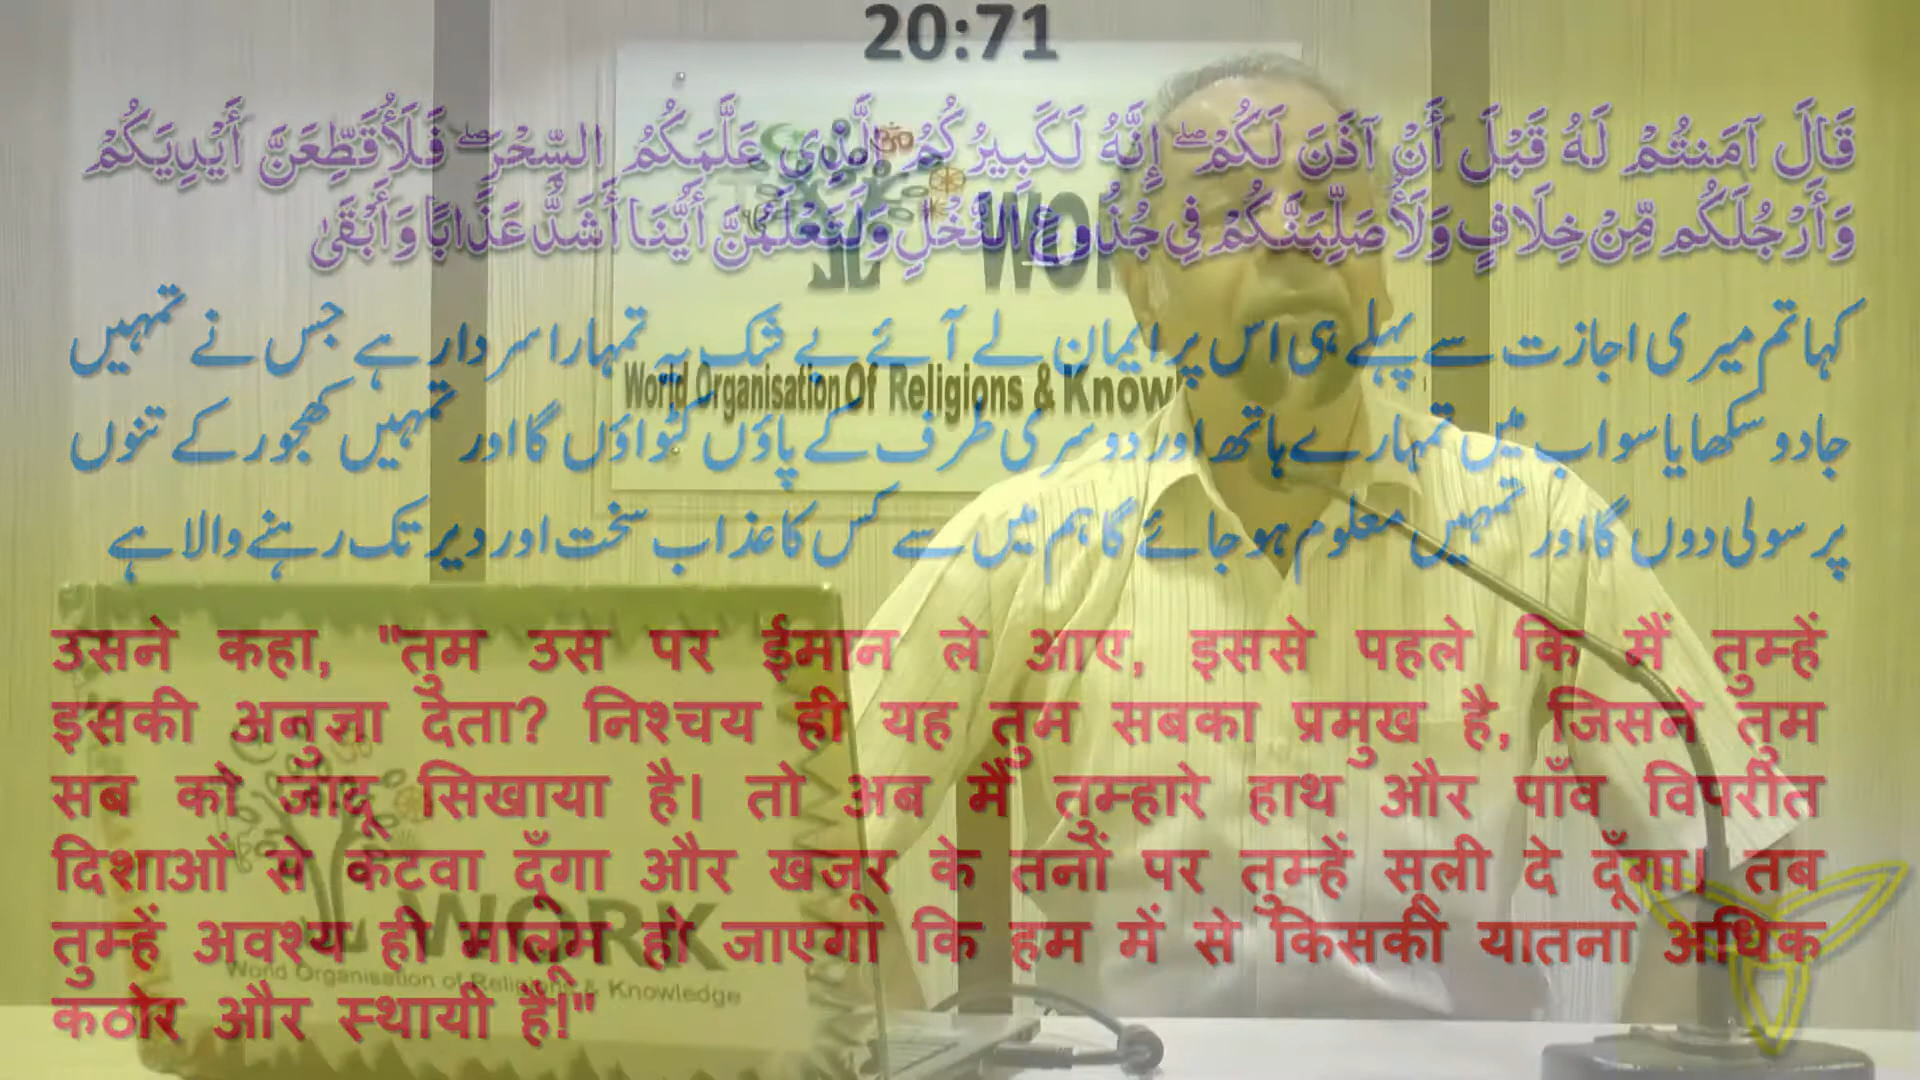 20:71
قَالَ آمَنتُمْ لَهُ قَبْلَ أَنْ آذَنَ لَكُمْ ۖ إِنَّهُ لَكَبِيرُكُمُ الَّذِي عَلَّمَكُمُ السِّحْرَ ۖ فَلَأُقَطِّعَنَّ أَيْدِيَكُمْ
وَأَرْجُلَكُم مِّنْ خِلَافٍ وَلَأُصَلِّبَنَّكُمْ فِي جُذُوعِ النَّخْلِ وَلَتَعْلَمُنَّ أَيُّنَا أَشَدُّ عَذَابًا وَأَبْقَىٰ
WOR
World Organisation Of Religions & Know
کہا تم میری اجازت سے پہلے ہی اس پر ایمان لے آئے بے شک یہ تمہارا سردار ہے جس نے تمہیں
جادو سکھایا سو اب میں تمہارے ہاتھ اور دوسری طرف کے پاؤں کٹواؤں گا اور تمہیں کھجور کے تنوں
پر سولی دوں گا اور تمہیں معلوم ہو جائے گا ہم میں سے کس کا عذاب سخت اور دیر تک رہنے والا ہے
उसने कहा, "तुम उस पर ईमान ले आए, इससे पहले कि मैं तुम्हें
इसकी अनुज्ञा देता? निश्चय ही यह तुम सबका प्रमुख है, जिसने तुम
सब को जादू सिखाया है। तो अब मैं तुम्हारे हाथ और पाँव विपरीत
दिशाओं से कटवा दूँगा और खजूर के तनों पर तुम्हें सूली दे दूँगा। तब
तुम्हें अवश्य ही मालूम हो जाएगा कि हम में से किसकी यातना अधिक
कठोर और स्थायी है!"
WORK
World Organisation of Religions & Knowledge